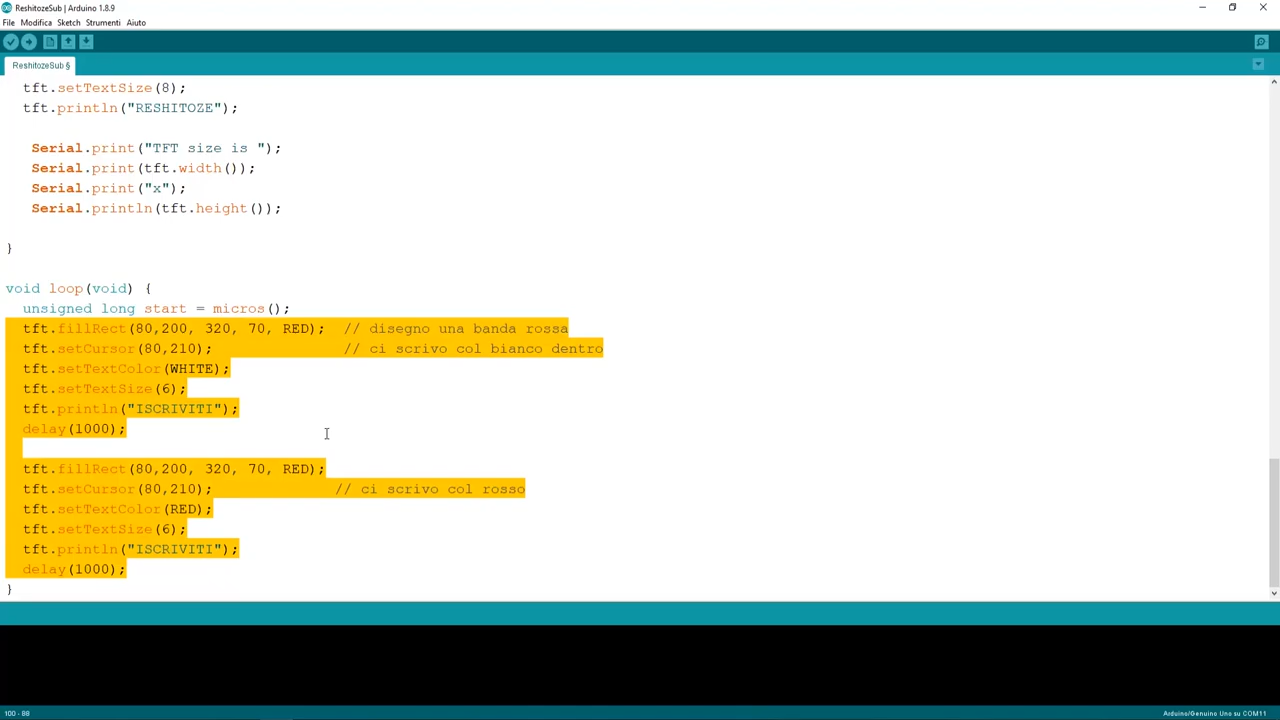 ReshitozeSub | Arduino 1.8.9
File Modifica Sketch Strumenti Aiuto
ReshitozeSub §
tft.setTextSize(8);
tft.println("RESHITOZE");
Serial.print("TFT size is ");
Serial.print(tft.width());
Serial.print("x");
Serial.println(tft.height());
}
void loop(void) {
unsigned long start = micros();
tft.fillRect(80,200, 320, 70, RED); // disegno una banda rossa
tft.setCursor(80,210); // ci scrivo col bianco dentro
tft.setTextColor(WHITE);
tft.setTextSize(6);
tft.println("ISCRIVITI");
delay(1000);
tft.fillRect(80,200, 320, 70, RED);
tft.setCursor(80,210); // ci scrivo col rosso
tft.setTextColor(RED);
tft.setTextSize(6);
tft.println("ISCRIVITI");
delay(1000);
}
100 - 88
Arduino/Genuino Uno su COM11